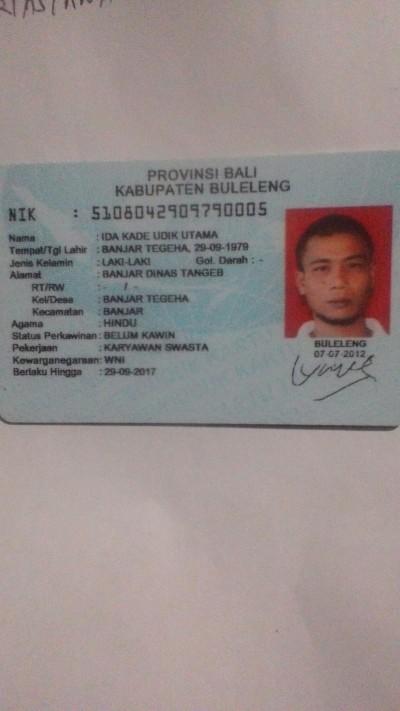 PROVINSI BALI
KABUPATEN BULELENG
NIK : 5108042909790005
Nama : IDA KADE UDIK UTAMA
Tempat/Tgl Lahir : BANJAR TEGEHA, 29-09-1979
Jenis Kelamin : LAKI-LAKI Gol. Darah : -
Alamat : BANJAR DINAS TANGEB
RT/RW : - / -
Kel/Desa : BANJAR TEGEHA
Kecamatan : BANJAR
Agama : HINDU
Status Perkawinan: BELUM KAWIN
Pekerjaan : KARYAWAN SWASTA
Kewarganegaraan: WNI
Berlaku Hingga : 29-09-2017
BULELENG
07-07-2012